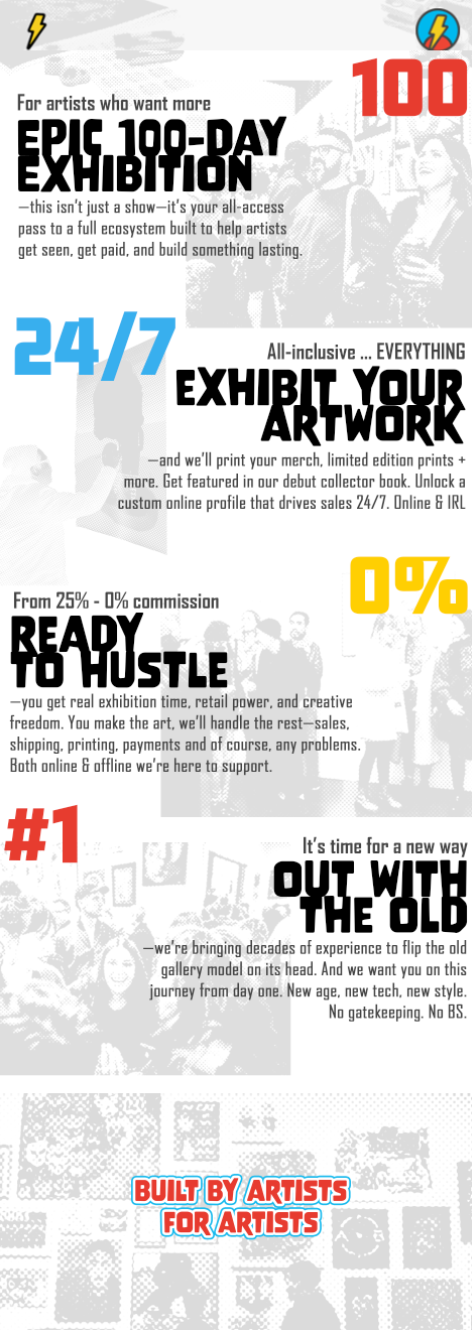 100
For artists who want more
EPIC 100-DAY
EXHIBITION
—this isn't just a show—it's your all-access
pass to a full ecosystem built to help artists
get seen, get paid, and build something lasting.
24/7
All-inclusive ... EVERYTHING
EXHIBIT YOUR
ARTWORK
—and we'll print your merch, limited edition prints +
more. Get featured in our debut collector book. Unlock a
custom online profile that drives sales 24/7. Online & IRL
0%
From 25% - 0% commission
READY
TO HUSTLE
—you get real exhibition time, retail power, and creative
freedom. You make the art, we'll handle the rest—sales,
shipping, printing, payments and of course, any problems.
Both online & offline we're here to support.
#1
It's time for a new way
OUT WITH
THE OLD
—we're bringing decades of experience to flip the old
gallery model on its head. And we want you on this
journey from day one. New age, new tech, new style.
No gatekeeping. No BS.
BUILT BY ARTISTS
FOR ARTISTS